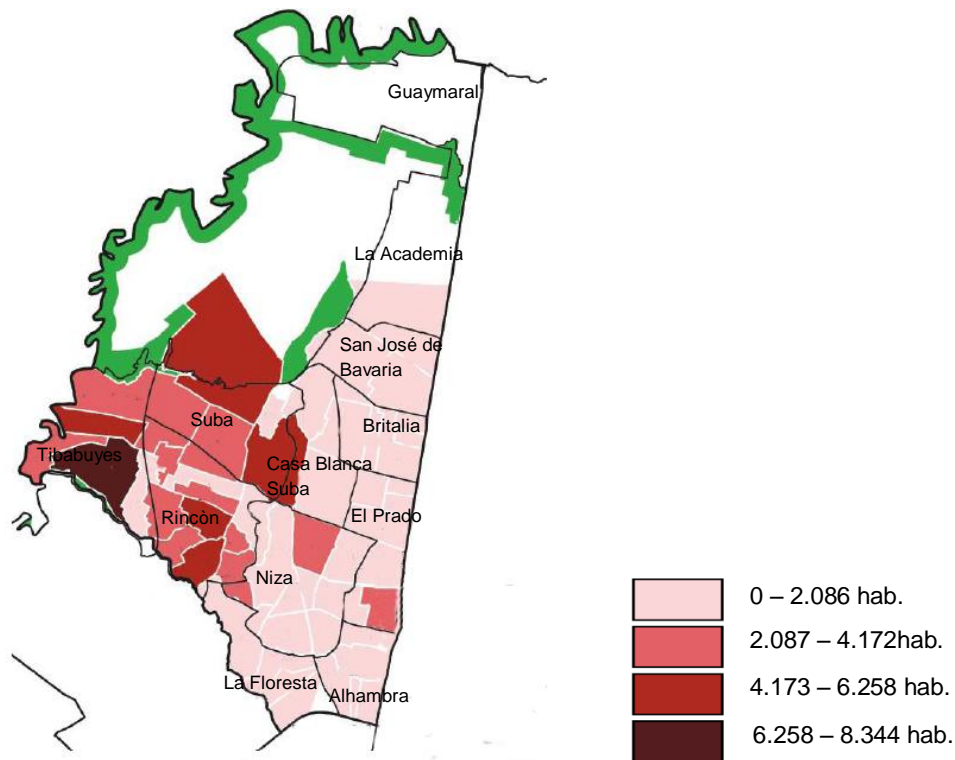 Guaymaral
La Academia
San José de
Bavaria
Suba
Britalia
Tibabuyes
Casa Blanca
Suba
Rincòn
El Prado
Niza
La Floresta
Alhambra
0 – 2.086 hab.
2.087 – 4.172hab.
4.173 – 6.258 hab.
6.258 – 8.344 hab.